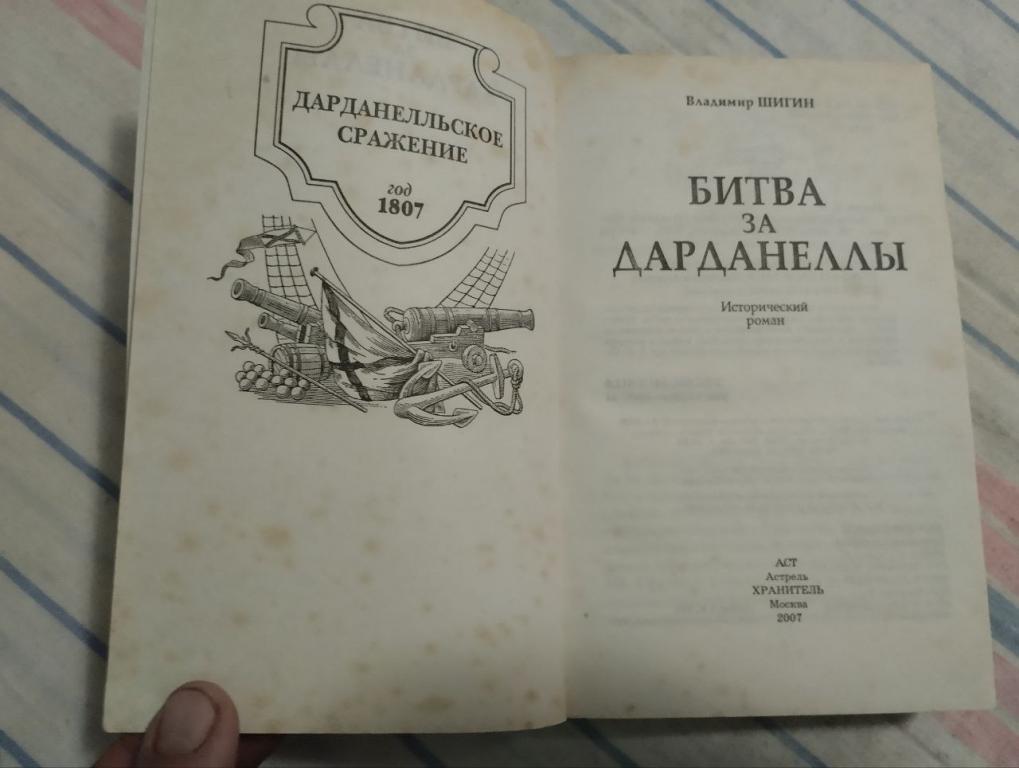 ДАРДАНЕЛЛЬСКОЕ
СРАЖЕНИЕ
год
1807
Владимир ШИГИН
БИТВА
ЗА
ДАРДАНЕЛЛЫ
Исторический
роман
АСТ
Астрель
ХРАНИТЕЛЬ
Москва
2007